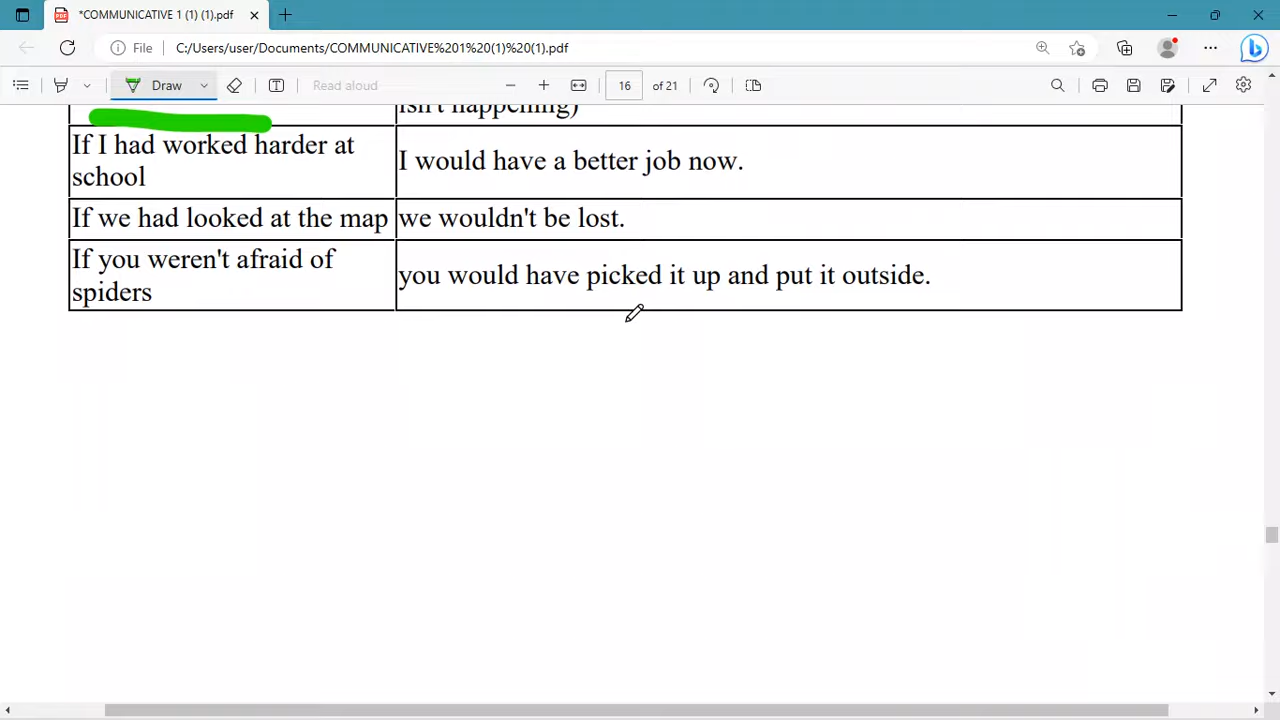 *COMMUNICATIVE 1 (1) (1).pdf
File C:/Users/user/Documents/COMMUNICATIVE%201%20(1)%20(1).pdf
Draw Read aloud 16 of 21
isn't happening)
If I had worked harder at
school
I would have a better job now.
If we had looked at the map
we wouldn't be lost.
If you weren't afraid of
spiders
you would have picked it up and put it outside.